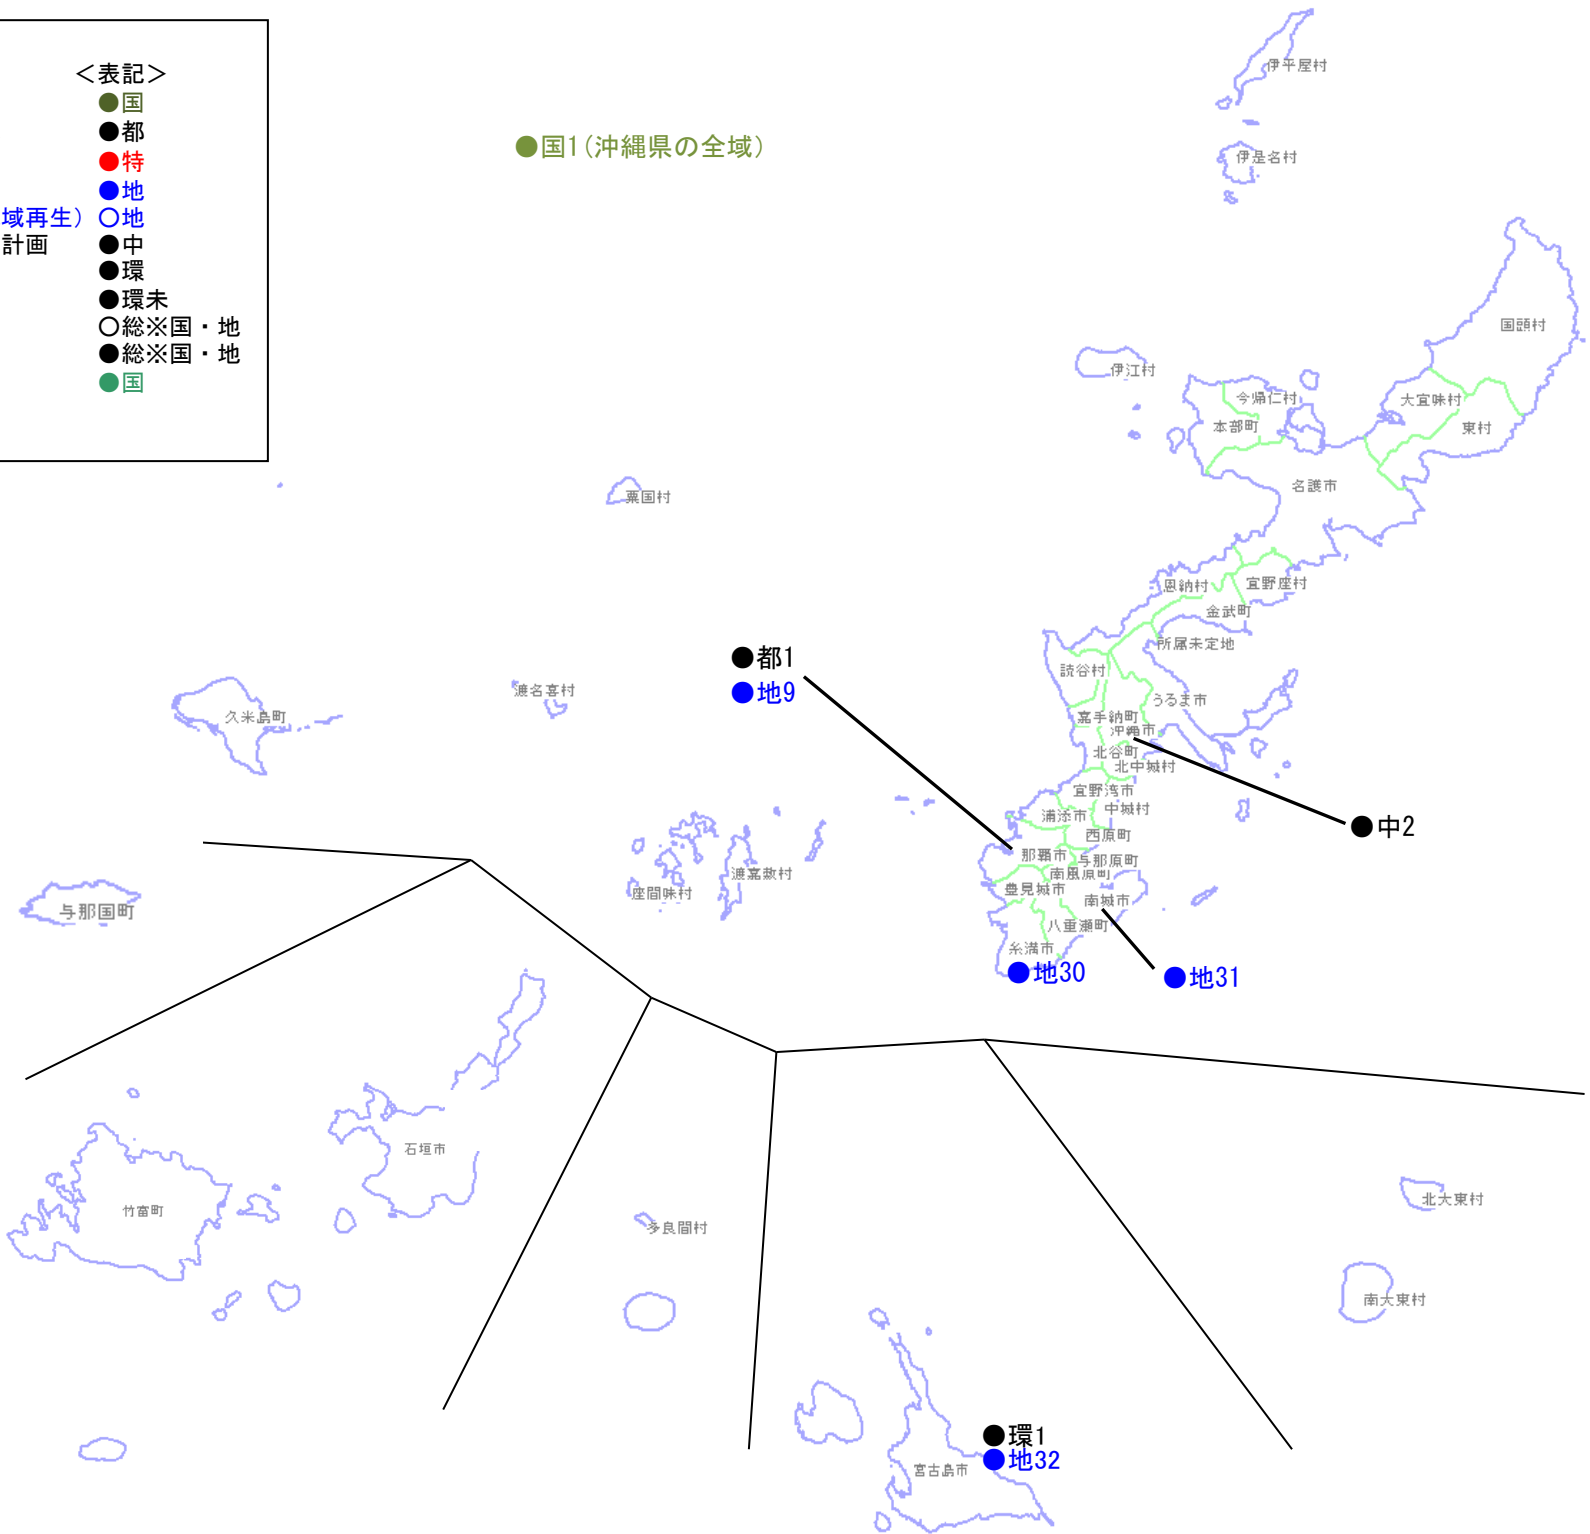 ＜表記＞
●国
●都
●特
●地
域再生） ○地
計画 ●中
●環
●環未
○総※国・地
●総※国・地
●国
●国1（沖縄県の全域）
伊平屋村
伊是名村
国頭村
伊江村
今帰仁村
大宜味村
本部町
東村
名護市
粟国村
恩納村
宜野座村
金武町
所属未定地
●都1
●地9
読谷村
渡名喜村
うるま市
久米島町
嘉手納町
沖縄市
北谷町
北中城村
宜野湾市
中城村
浦添市
●中2
西原町
那覇市
与那原町
南風原町
渡嘉敷村
豊見城市
座間味村
南城市
与那国町
八重瀬町
糸満市
●地30
●地31
石垣市
竹富町
北大東村
多良間村
南大東村
●環1
●地32
宮古島市